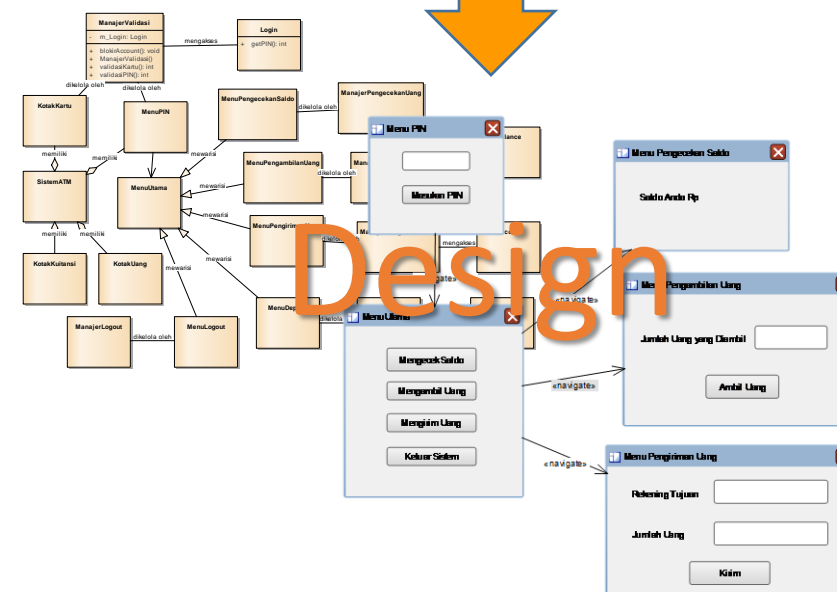 ManajerValidasi
- m_Login: Login
+ blokirAccount(): void
+ ManajerValidasi()
+ validasiKartu(): int
+ validasiPIN(): int
mengakses
Login
+ getPIN(): int
dikelola oleh
dikelola oleh
KotakKartu
MenuPIN
MenuPengecekanSaldo
dikelola oleh
ManajerPengecekanUang
memiliki
memiliki
mewarisi
SistemATM
MenuUtama
MenuPengambilanUang
dikelola oleh
mewarisi
mewarisi
memiliki
memiliki
mewarisi
mewarisi
mengakses
KotakKuitansi
KotakUang
ManajerLogout
dikelola oleh
MenuLogout
Menu PIN
Masukan PIN
Menu Pengecekan Saldo
Saldo Anda Rp
Design
«navigate»
Menu Utama
Mengecek Saldo
Mengambil Uang
Mengirim Uang
Keluar Sistem
Menu Pengambilan Uang
Jumlah Uang yang Diambil
Ambil Uang
«navigate»
«navigate»
Menu Pengiriman Uang
Rekening Tujuan
Jumlah Uang
Kirim